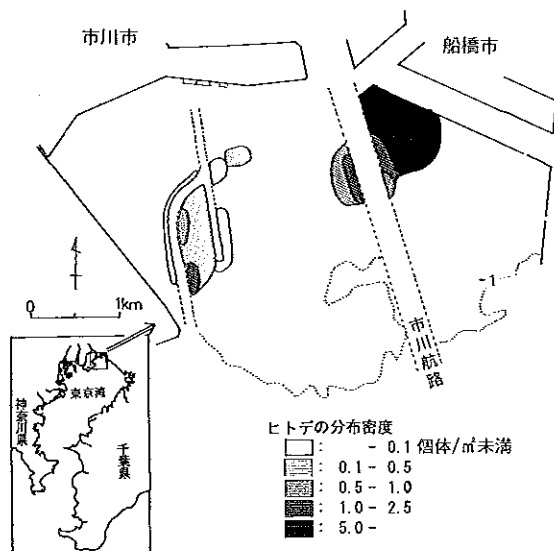 市川市
船橋市
-1
0 1km
市川航路
東京湾
神奈川県
千葉県
ヒトデの分布密度
: - 0.1 個体/㎡未満
: 0.1 - 0.5
: 0.5 - 1.0
: 1.0 - 2.5
: 5.0 -